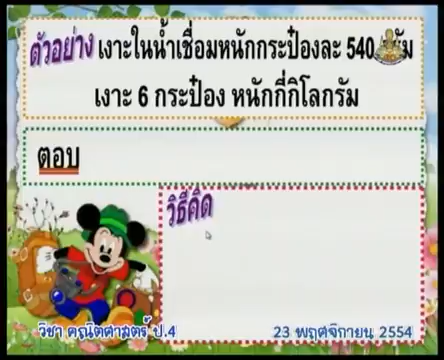 ตัวอย่าง เงาะในน้ำเชื่อมหนักกระป๋องละ 540
เงาะ 6 กระป๋อง หนักกี่กิโลกรัม
ตอบ
วิธีคิด
วิชา คณิตศาสตร์ ป.4
23 พฤศจิกายน 2554